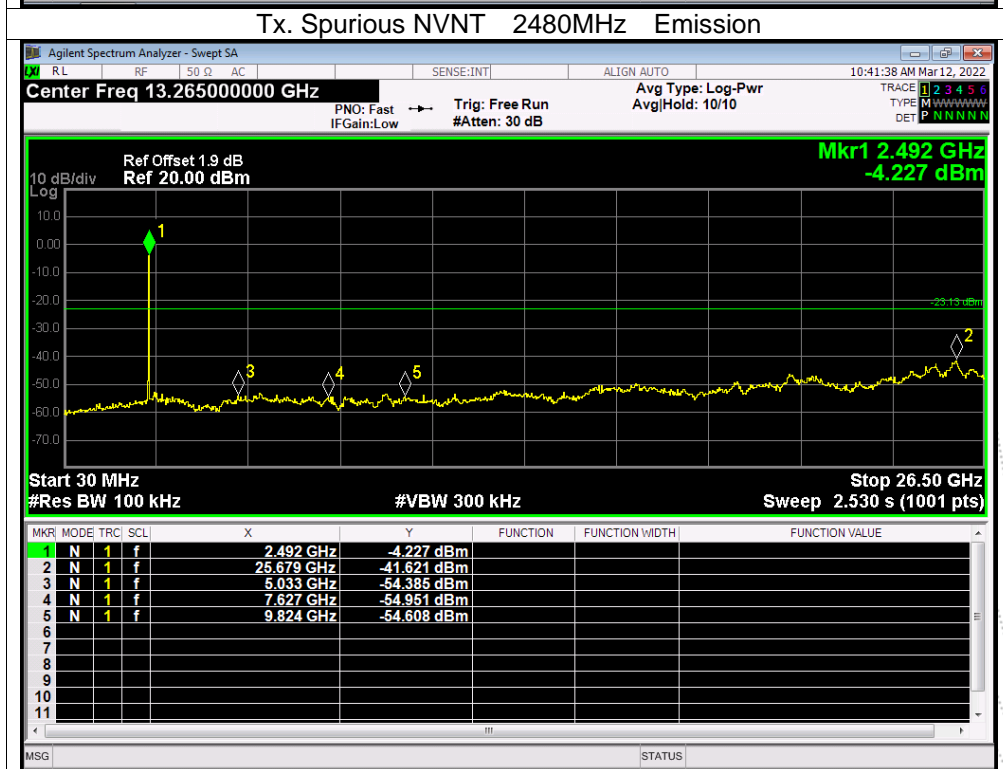 Tx. Spurious NVNT 2480MHz Emission
Agilent Spectrum Analyzer - Swept SA
LXI RL RF 50 Ω AC SENSE:INT ALIGN AUTO 10:41:38 AM Mar 12, 2022
Center Freq 13.265000000 GHz
PNO: Fast
IFGain:Low
Trig: Free Run
#Atten: 30 dB
Avg Type: Log-Pwr
Avg|Hold: 10/10
TRACE 1 2 3 4 5 6
TYPE M WWWWW
DET P N N N N N
Mkr1 2.492 GHz
-4.227 dBm
Ref Offset 1.9 dB
10 dB/div Ref 20.00 dBm
Log
10.0
0.00
-10.0
-20.0
-30.0
-40.0
-50.0
-60.0
-70.0
1
-23.13 dBm
2
3
4
5
Start 30 MHz Stop 26.50 GHz
#Res BW 100 kHz #VBW 300 kHz Sweep 2.530 s (1001 pts)
MKR MODE TRC SCL X Y FUNCTION FUNCTION WIDTH FUNCTION VALUE
1 N 1 f 2.492 GHz -4.227 dBm
2 N 1 f 25.679 GHz -41.621 dBm
3 N 1 f 5.033 GHz -54.385 dBm
4 N 1 f 7.627 GHz -54.951 dBm
5 N 1 f 9.824 GHz -54.608 dBm
6
7
8
9
10
11
MSG STATUS